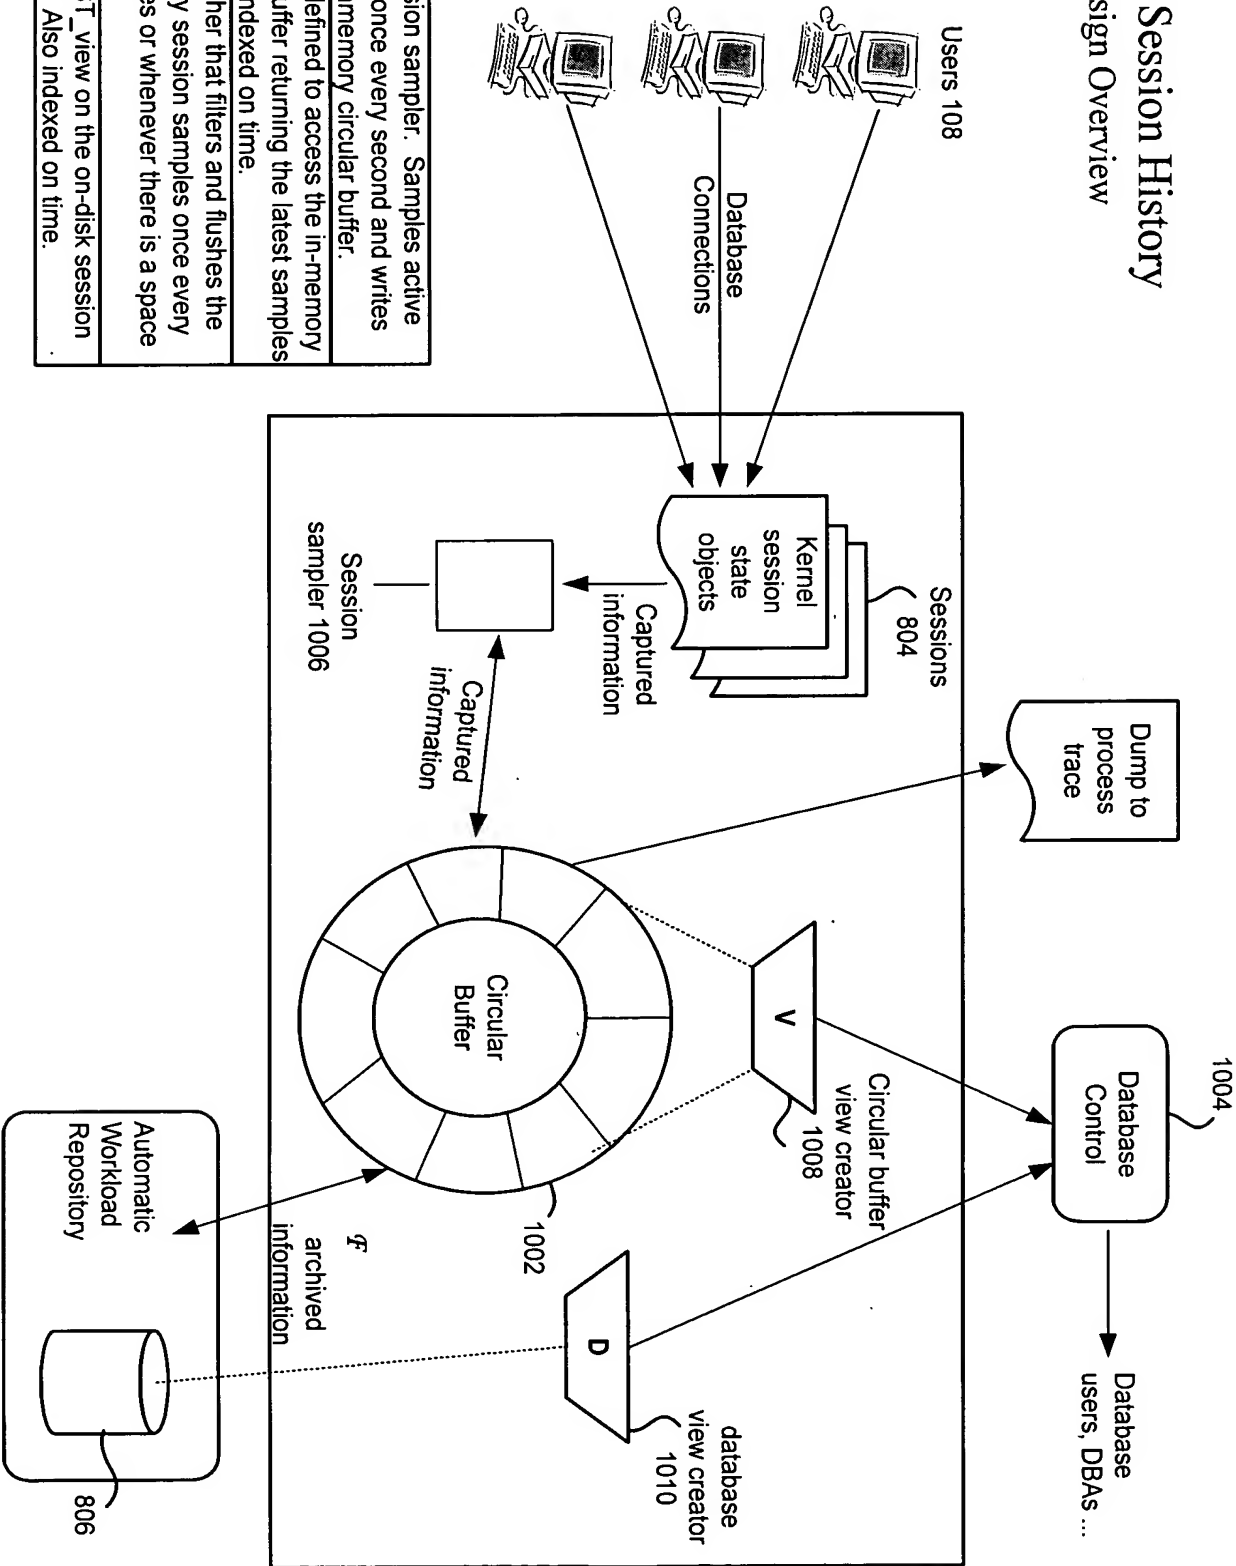 Session History
sign Overview
Users 108
Database
Connections
Sessions
804
Kernel
session
state
objects
Captured
information
Session
sampler 1006
Captured
information
Dump to
process
trace
Circular
Buffer
1002
V
Circular buffer
view creator
1008
1004
Database
Control
Database
users, DBAs ...
D
database
view creator
1010
F
archived
information
Automatic
Workload
Repository
806
sion sampler. Samples active
once every second and writes
memory circular buffer.
defined to access the in-memory
uffer returning the latest samples
ndexed on time.
her that filters and flushes the
y session samples once every
es or whenever there is a space
ST_view on the on-disk session
. Also indexed on time.